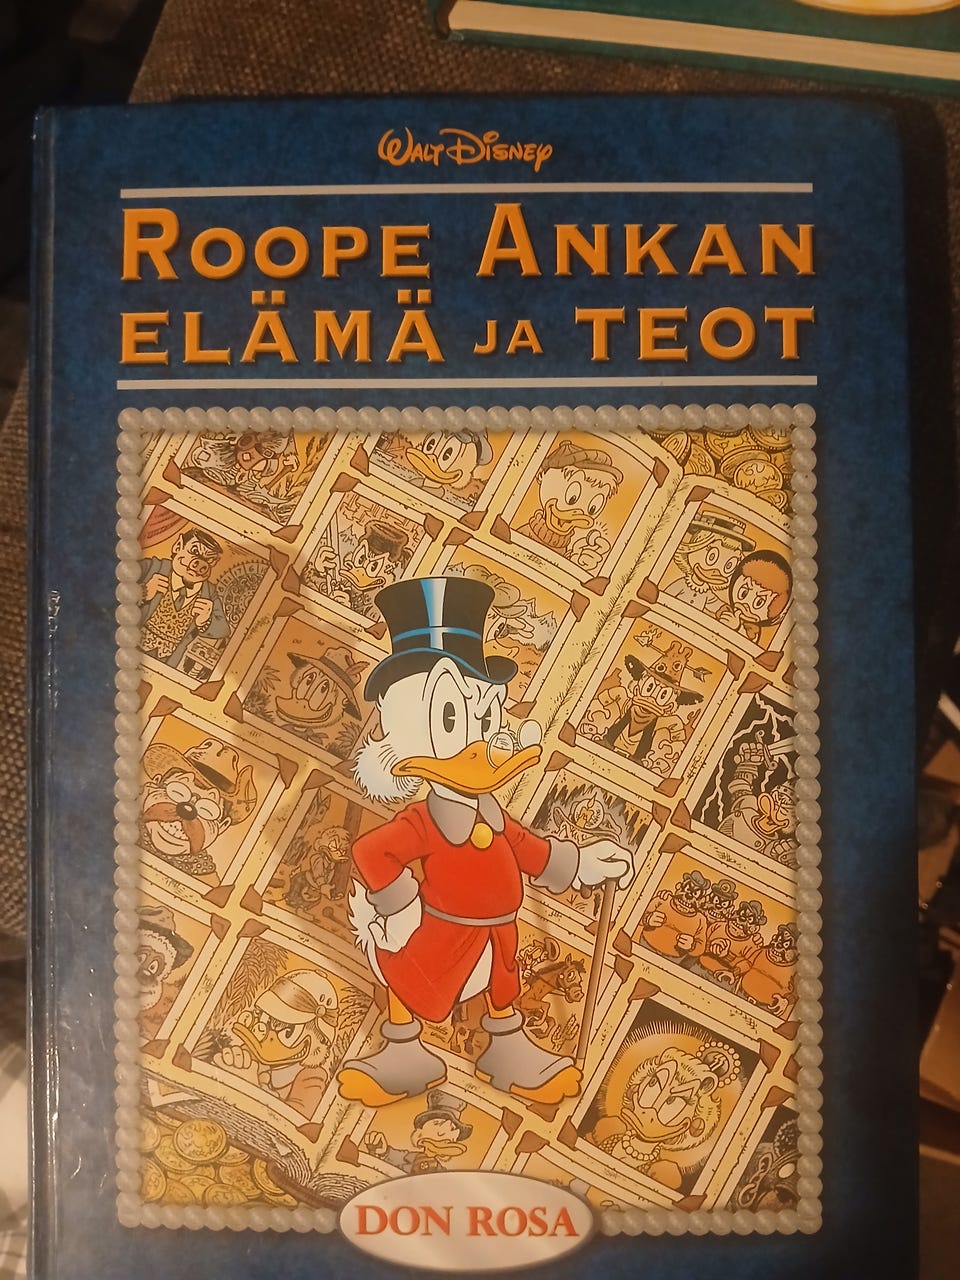 Walt Disney
ROOPE ANKAN
ELÄMÄ JA TEOT
DON ROSA